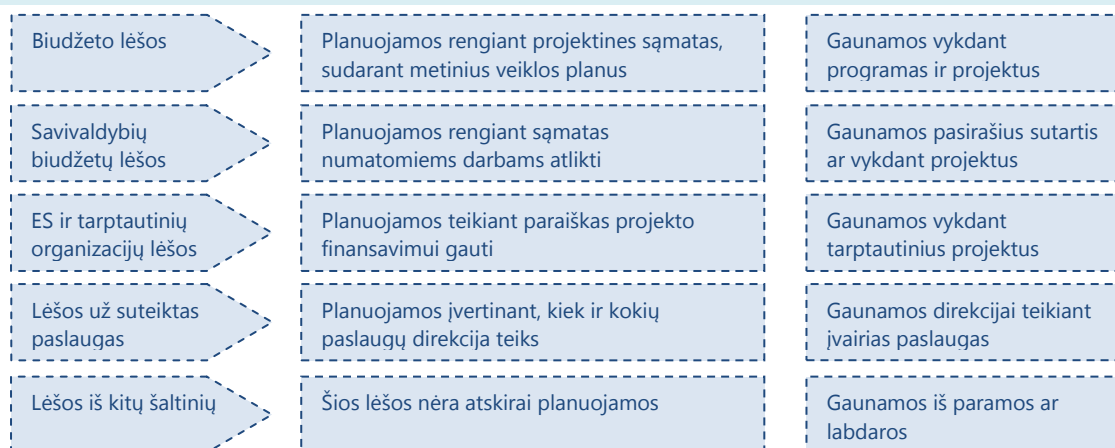 Biudžeto lėšos
Planuojamos rengiant projektines sąmatas,
sudarant metinius veiklos planus
Gaunamos vykdant
programas ir projektus
Savivaldybių
biudžetų lėšos
Planuojamos rengiant sąmatas
numatomiems darbams atlikti
Gaunamos pasirašius sutartis
ar vykdant projektus
ES ir tarptautinių
organizacijų lėšos
Planuojamos teikiant paraiškas projekto
finansavimui gauti
Gaunamos vykdant
tarptautinius projektus
Lėšos už suteiktas
paslaugas
Planuojamos įvertinant, kiek ir kokių
paslaugų direkcija teiks
Gaunamos direkcijai teikiant
įvairias paslaugas
Lėšos iš kitų šaltinių
Šios lėšos nėra atskirai planuojamos
Gaunamos iš paramos ar
labdaros